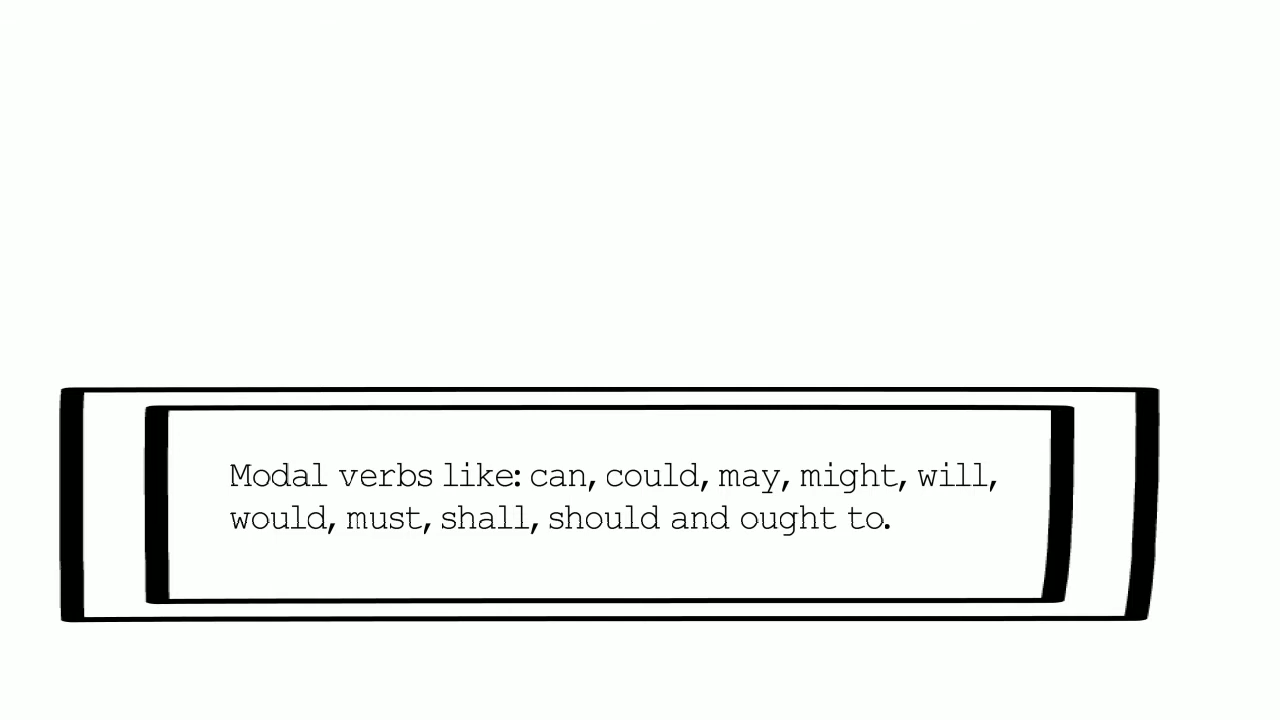 Modal verbs like: can, could, may, might, will,
would, must, shall, should and ought to.